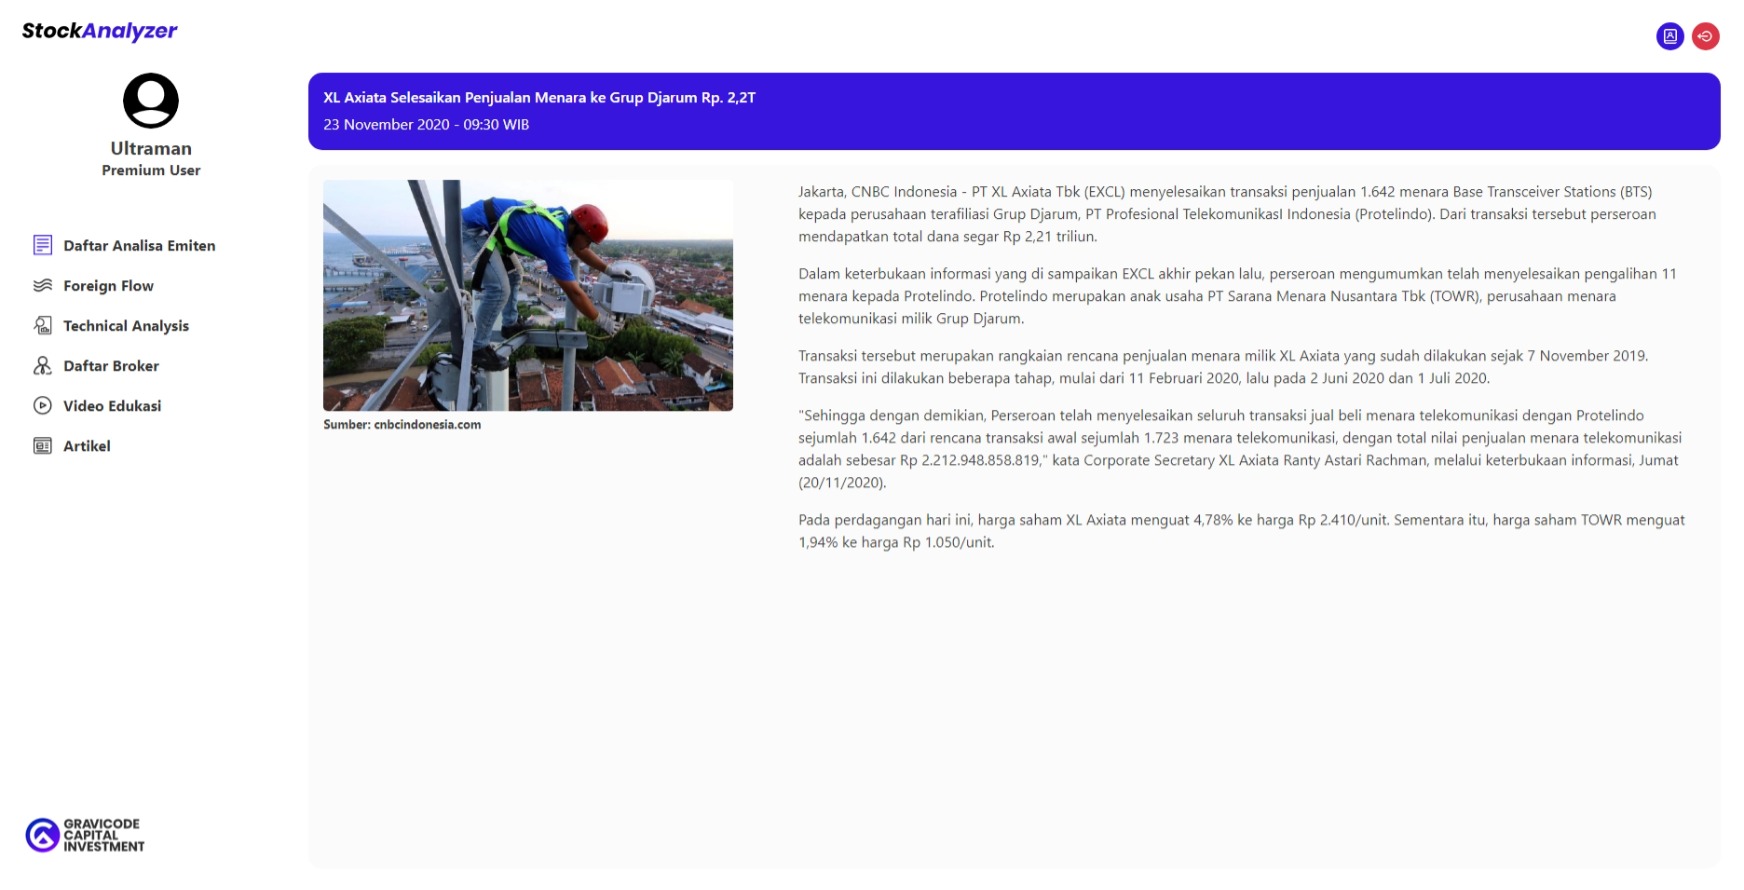 StockAnalyzer
Ultraman
Premium User
Daftar Analisa Emiten
Foreign Flow
Technical Analysis
Daftar Broker
Video Edukasi
Artikel
GRAVICODE
CAPITAL
INVESTMENT
XL Axiata Selesaikan Penjualan Menara ke Grup Djarum Rp. 2,2T
23 November 2020 - 09:30 WIB
Sumber: cnbcindonesia.com
Jakarta, CNBC Indonesia - PT XL Axiata Tbk (EXCL) menyelesaikan transaksi penjualan 1.642 menara Base Transceiver Stations (BTS)
kepada perusahaan terafiliasi Grup Djarum, PT Profesional TelekomunikasI Indonesia (Protelindo). Dari transaksi tersebut perseroan
mendapatkan total dana segar Rp 2,21 triliun.
Dalam keterbukaan informasi yang di sampaikan EXCL akhir pekan lalu, perseroan mengumumkan telah menyelesaikan pengalihan 11
menara kepada Protelindo. Protelindo merupakan anak usaha PT Sarana Menara Nusantara Tbk (TOWR), perusahaan menara
telekomunikasi milik Grup Djarum.
Transaksi tersebut merupakan rangkaian rencana penjualan menara milik XL Axiata yang sudah dilakukan sejak 7 November 2019.
Transaksi ini dilakukan beberapa tahap, mulai dari 11 Februari 2020, lalu pada 2 Juni 2020 dan 1 Juli 2020.
"Sehingga dengan demikian, Perseroan telah menyelesaikan seluruh transaksi jual beli menara telekomunikasi dengan Protelindo
sejumlah 1.642 dari rencana transaksi awal sejumlah 1.723 menara telekomunikasi, dengan total nilai penjualan menara telekomunikasi
adalah sebesar Rp 2.212.948.858.819," kata Corporate Secretary XL Axiata Ranty Astari Rachman, melalui keterbukaan informasi, Jumat
(20/11/2020).
Pada perdagangan hari ini, harga saham XL Axiata menguat 4,78% ke harga Rp 2.410/unit. Sementara itu, harga saham TOWR menguat
1,94% ke harga Rp 1.050/unit.